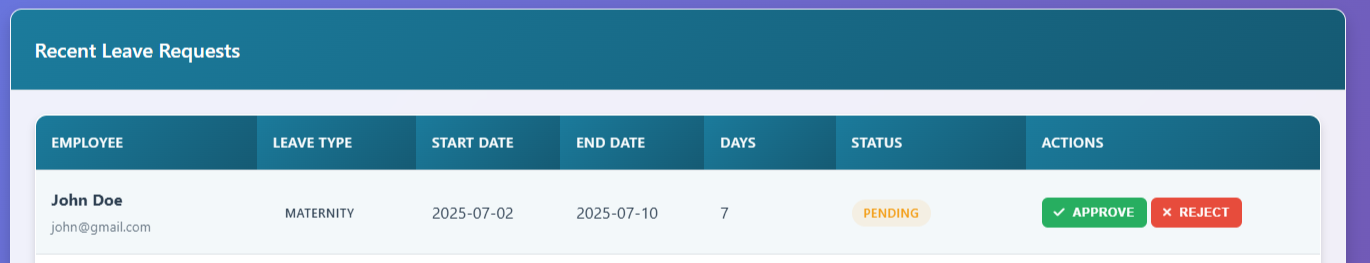 Recent Leave Requests
EMPLOYEE LEAVE TYPE START DATE END DATE DAYS STATUS ACTIONS
John Doe
john@gmail.com
MATERNITY 2025-07-02 2025-07-10 7 PENDING ✓ APPROVE ✕ REJECT